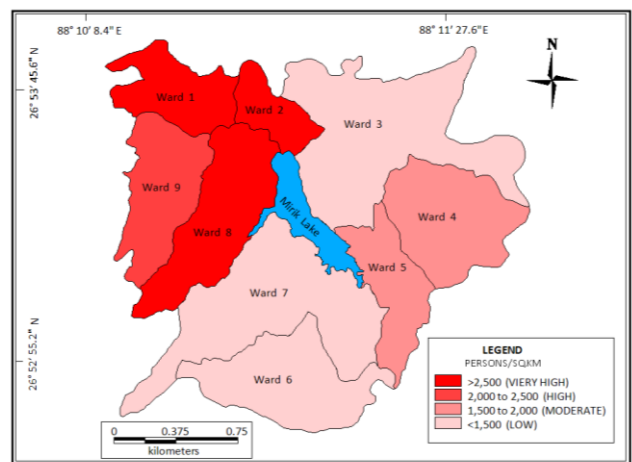 88° 10' 8.4" E
88° 11' 27.6" E
26° 53' 45.6" N
26° 52' 55.2" N
N
Ward 1
Ward 2
Ward 3
Ward 9
Ward 4
Ward 8
Mirik Lake
Ward 5
Ward 7
Ward 6
LEGEND
PERSONS/SQKM
>2,500 (VIERY HIGH)
2,000 to 2,500 (HIGH)
1,500 to 2,000 (MODERATE)
<1,500 (LOW)
0 0.375 0.75
kilometers